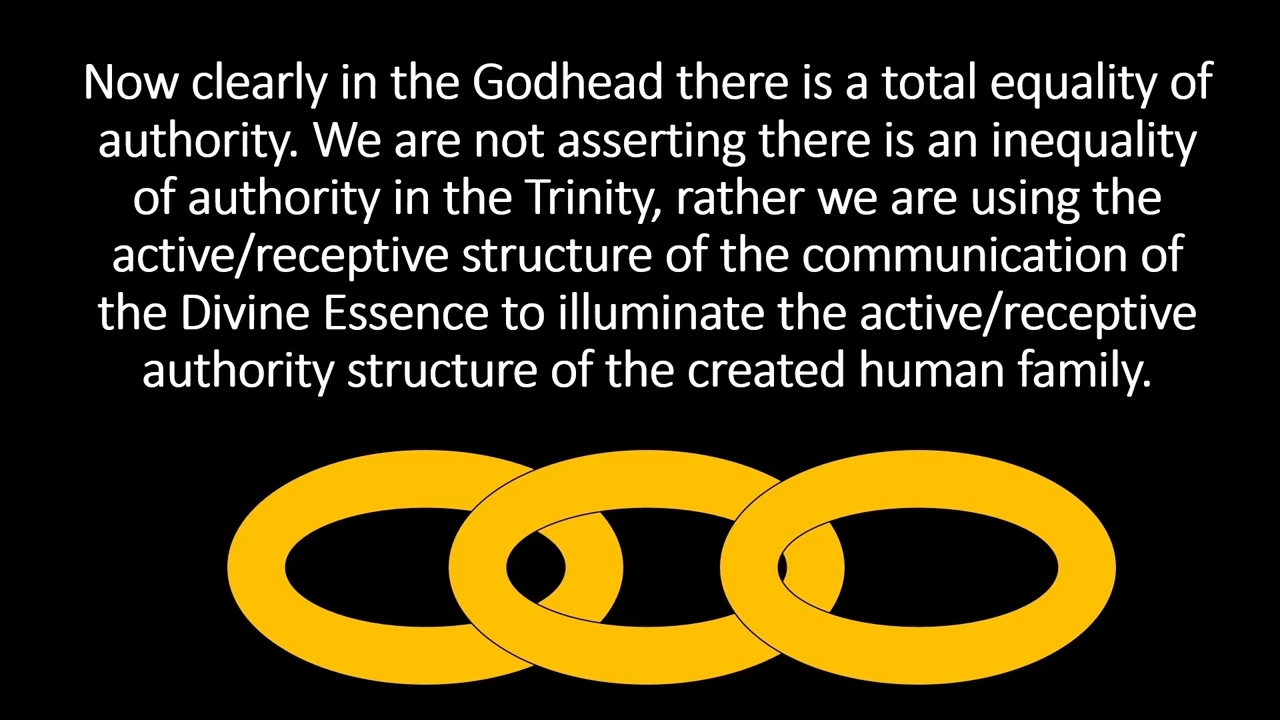 Now clearly in the Godhead there is a total equality of
authority. We are not asserting there is an inequality
of authority in the Trinity, rather we are using the
active/receptive structure of the communication of
the Divine Essence to illuminate the active/receptive
authority structure of the created human family.